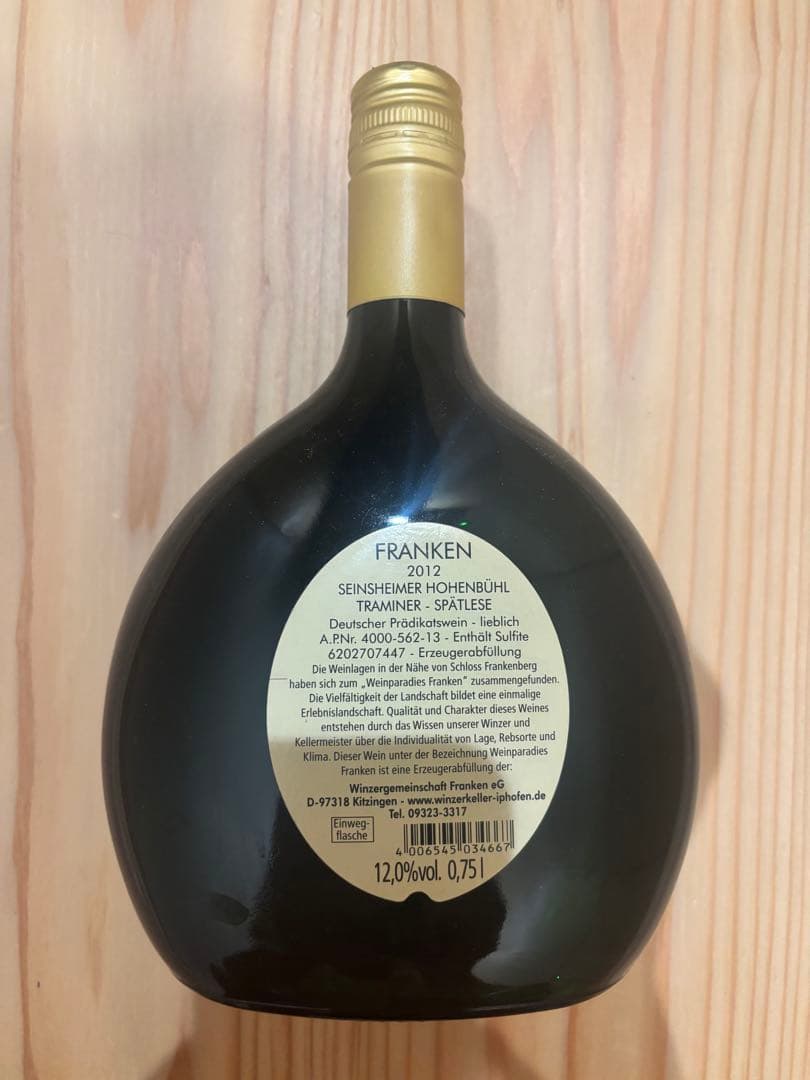 FRANKEN
2012
SEINSHEIMER HOHENBÜHL
TRAMINER - SPÄTLESE
Deutscher Prädikatswein - lieblich
A.P.Nr. 4000-562-13 - Enthält Sulfite
6202707447 - Erzeugerabfüllung
Die Weinlagen in der Nähe von Schloss Frankenberg
haben sich zum „Weinparadies Franken" zusammengefunden.
Die Vielfältigkeit der Landschaft bildet eine einmalige
Erlebnislandschaft. Qualität und Charakter dieses Weines
entstehen durch das Wissen unserer Winzer und
Kellermeister über die Individualität von Lage, Rebsorte und
Klima. Dieser Wein unter der Bezeichnung Weinparadies
Franken ist eine Erzeugerabfüllung der:
Winzergemeinschaft Franken eG
D-97318 Kitzingen - www.winzerkeller-iphofen.de
Tel. 09323-3317
Einweg-
flasche
4 006545 034667
12,0%vol. 0,75 l